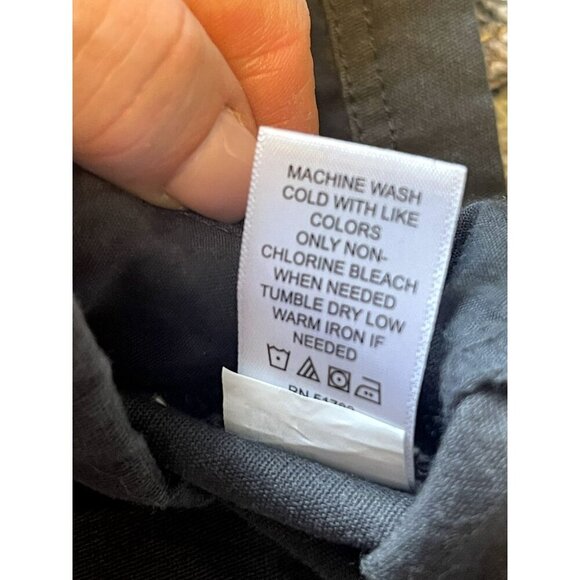 MACHINE WASH
COLD WITH LIKE
COLORS
ONLY NON-
CHLORINE BLEACH
WHEN NEEDED
TUMBLE DRY LOW
WARM IRON IF
NEEDED
RN